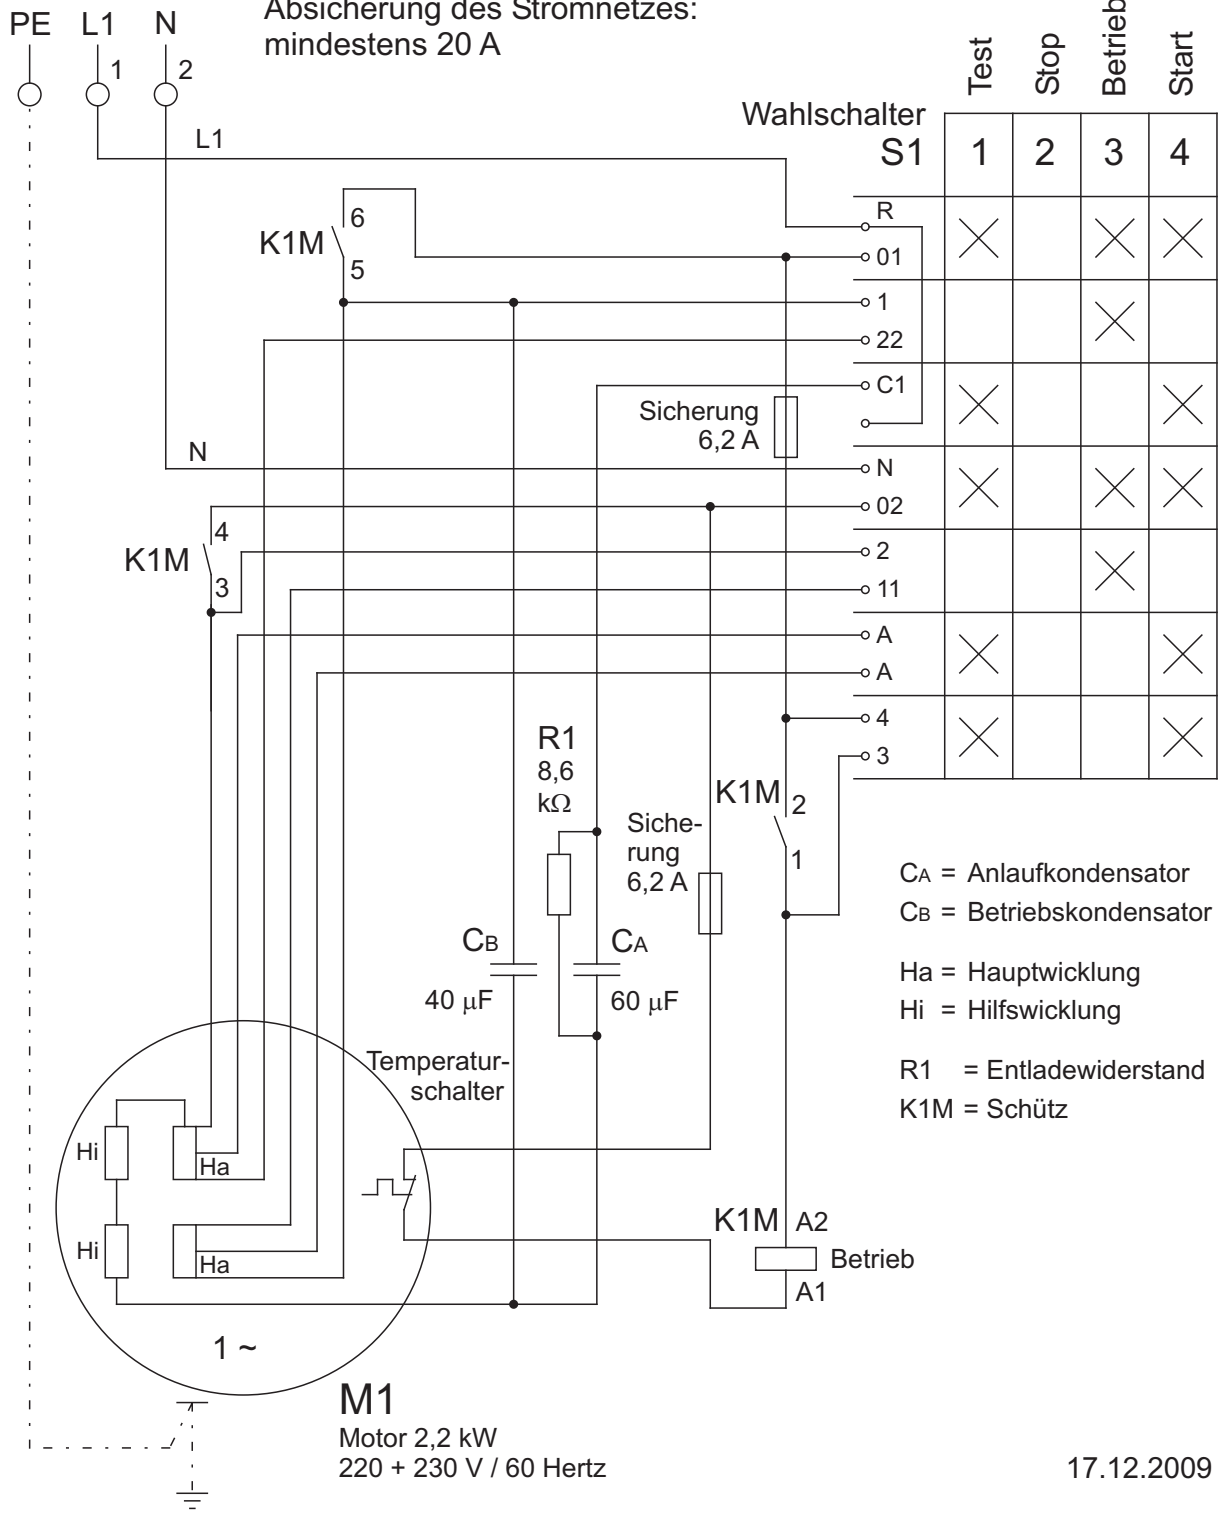 Absicherung des Stromnetzes:
mindestens 20 A
PE L1 N
1 2
Test
Stop
Betrieb
Start
Wahlschalter
S1 1 2 3 4
L1
R
01
K1M
6
5
1
22
C1
Sicherung
6,2 A
N
N
02
K1M
4
3
2
11
A
A
4
3
R1
8,6
kΩ
K1M 2
1
Siche-
rung
6,2 A
CB
40 µF
CA
60 µF
CA = Anlaufkondensator
CB = Betriebskondensator
Ha = Hauptwicklung
Hi = Hilfswicklung
R1 = Entladewiderstand
K1M = Schütz
Temperatur-
schalter
Hi
Ha
Hi
Ha
K1M A2
Betrieb
A1
1 ~
M1
Motor 2,2 kW
220 + 230 V / 60 Hertz
17.12.2009